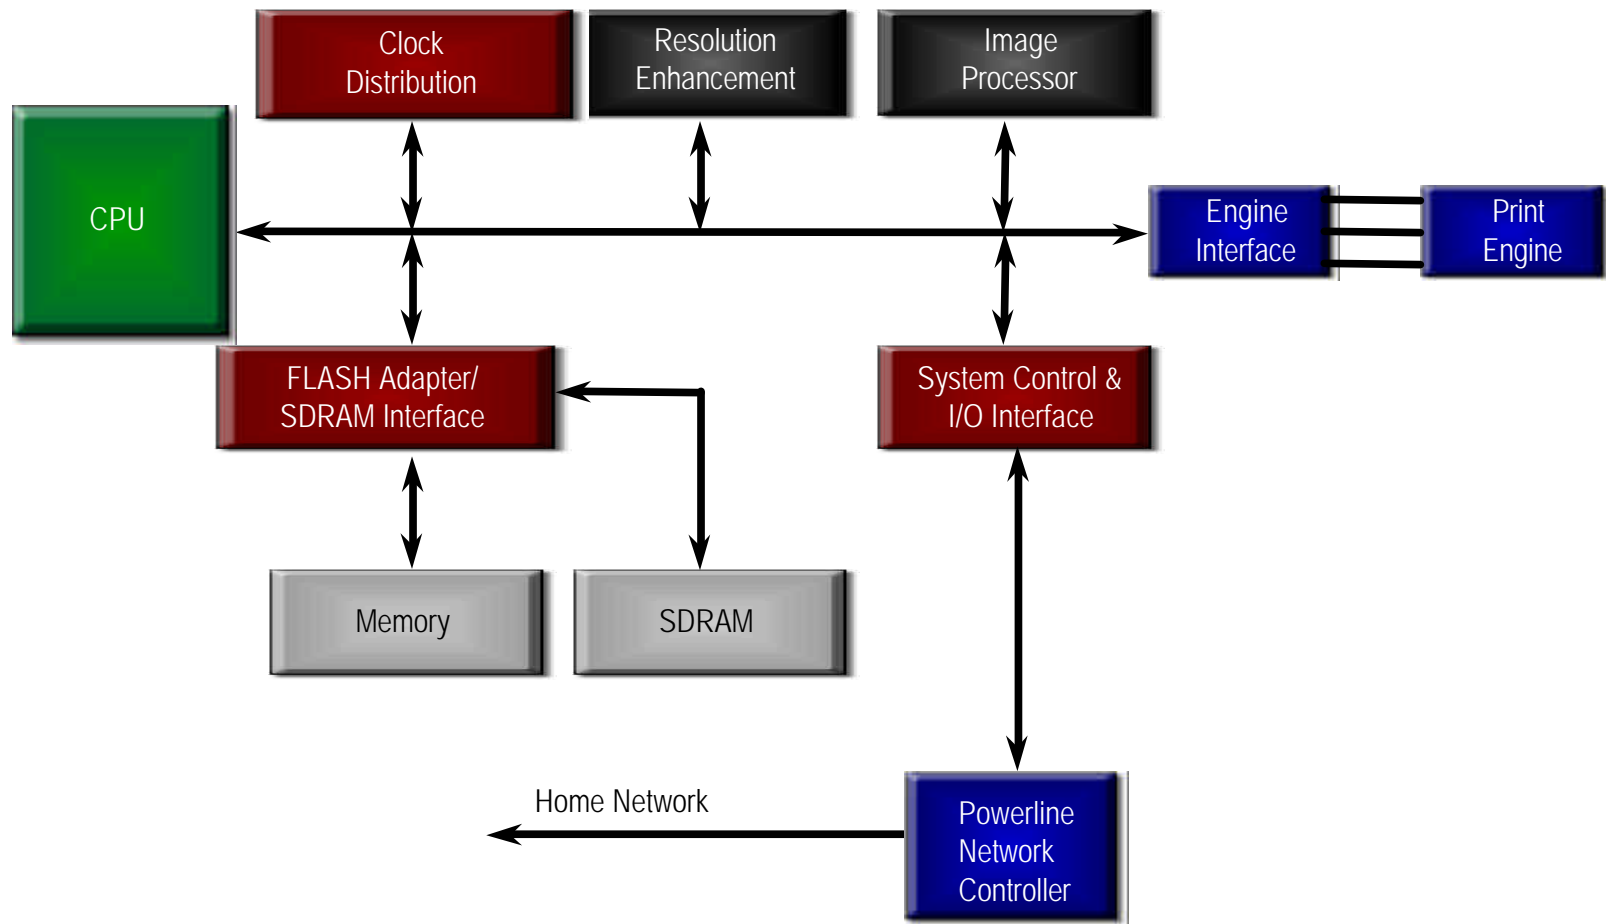 Clock
Distribution
Resolution
Enhancement
Image
Processor
CPU
Engine
Interface
Print
Engine
FLASH Adapter/
SDRAM Interface
System Control &
I/O Interface
Memory
SDRAM
Home Network
Powerline
Network
Controller